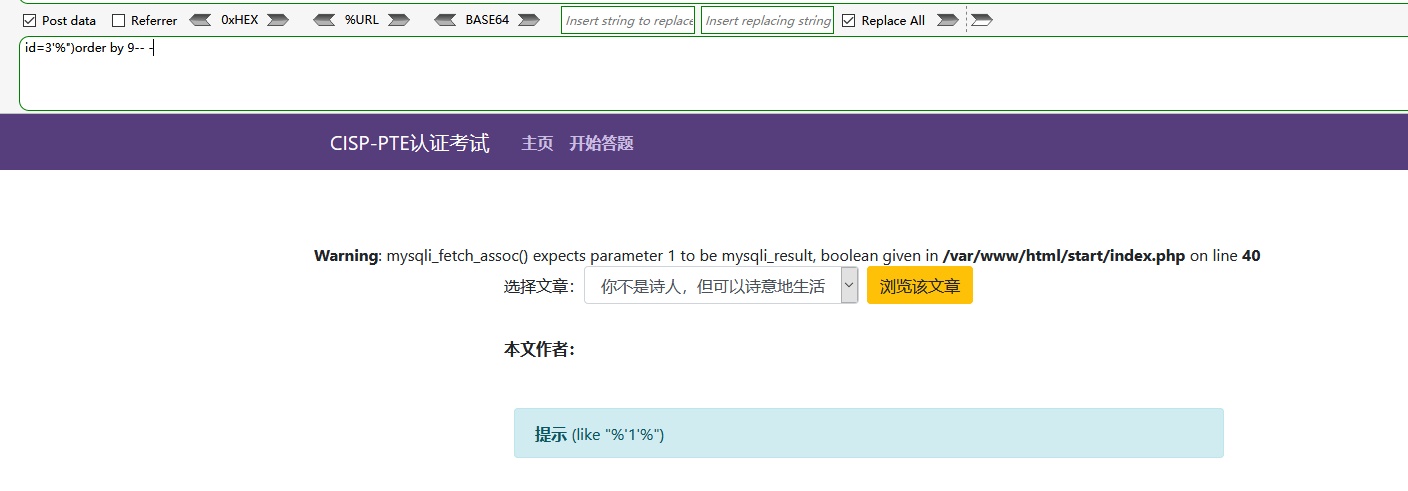 Post data Referrer 0xHEX %URL BASE64 Insert string to replace Insert replacing string Replace All
id=3'%")order by 9-- -
CISP-PTE认证考试 主页 开始答题
Warning: mysqli_fetch_assoc() expects parameter 1 to be mysqli_result, boolean given in /var/www/html/start/index.php on line 40
选择文章： 你不是诗人，但可以诗意地生活 浏览该文章
本文作者：
提示 (like "%'1'%")